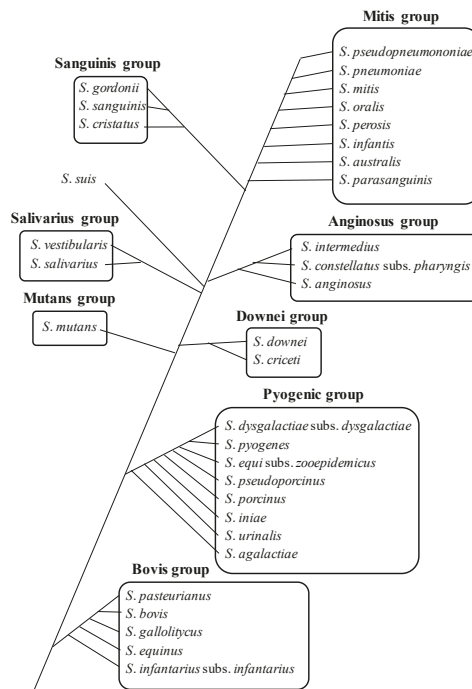 Mitis group
S. pseudopneumononiae
S. pneumoniae
S. mitis
S. oralis
S. perosis
S. infantis
S. australis
S. parasanguinis
Sanguinis group
S. gordonii
S. sanguinis
S. cristatus
S. suis
Salivarius group
S. vestibularis
S. salivarius
Anginosus group
S. intermedius
S. constellatus subs. pharyngis
S. anginosus
Mutans group
S. mutans
Downei group
S. downei
S. criceti
Pyogenic group
S. dysgalactiae subs. dysgalactiae
S. pyogenes
S. equi subs. zooepidemicus
S. pseudoporcinus
S. porcinus
S. iniae
S. urinalis
S. agalactiae
Bovis group
S. pasteurianus
S. bovis
S. gallolitycus
S. equinus
S. infantarius subs. infantarius